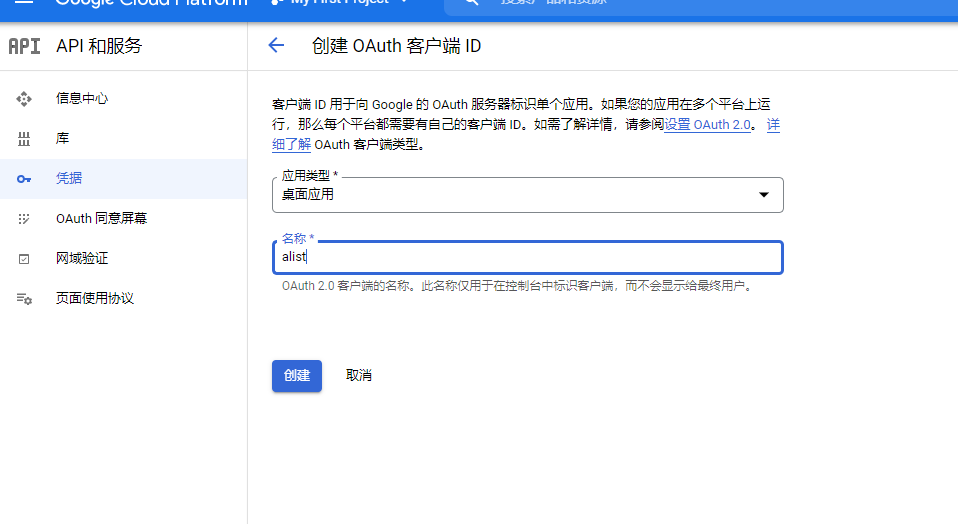 Google Cloud Platform
My First Project
搜索产品和资源
API API 和服务
创建 OAuth 客户端 ID
信息中心
库
凭据
OAuth 同意屏幕
网域验证
页面使用协议
客户端 ID 用于向 Google 的 OAuth 服务器标识单个应用。如果您的应用在多个平台上运
行，那么每个平台都需要有自己的客户端 ID。如需了解详情，请参阅设置 OAuth 2.0。 详
细了解 OAuth 客户端类型。
应用类型 *
桌面应用
名称 *
alist
OAuth 2.0 客户端的名称。此名称仅用于在控制台中标识客户端，而不会显示给最终用户。
创建
取消